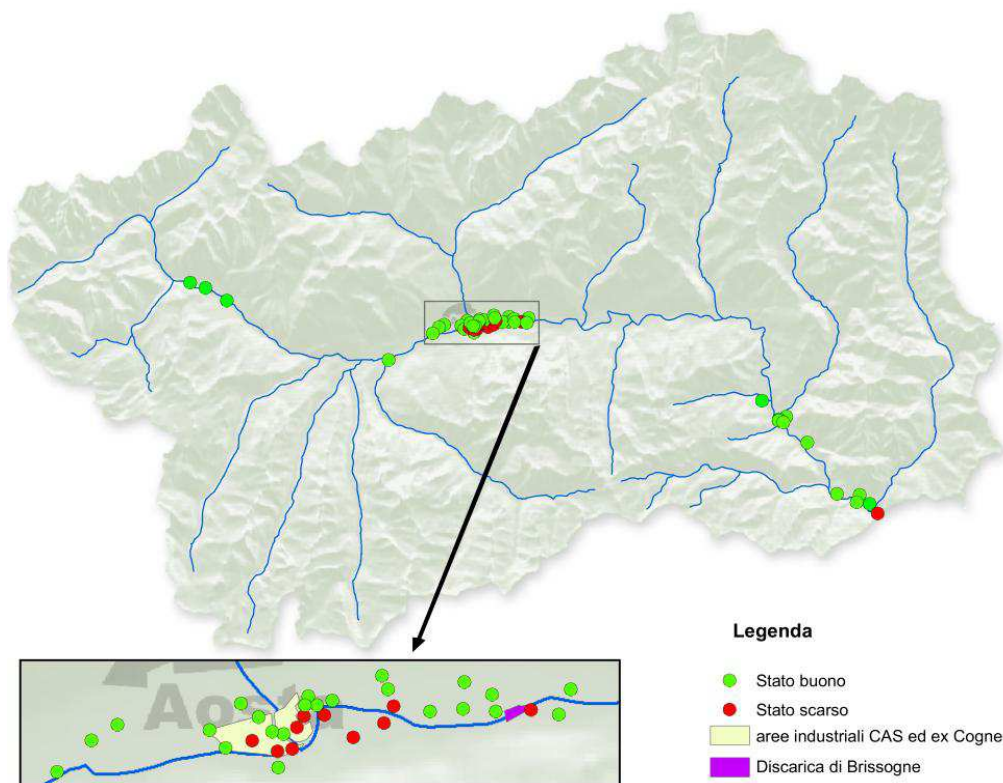 Legenda
Stato buono
Stato scarso
aree industriali CAS ed ex Cogne
Discarica di Brissogne
Aosta